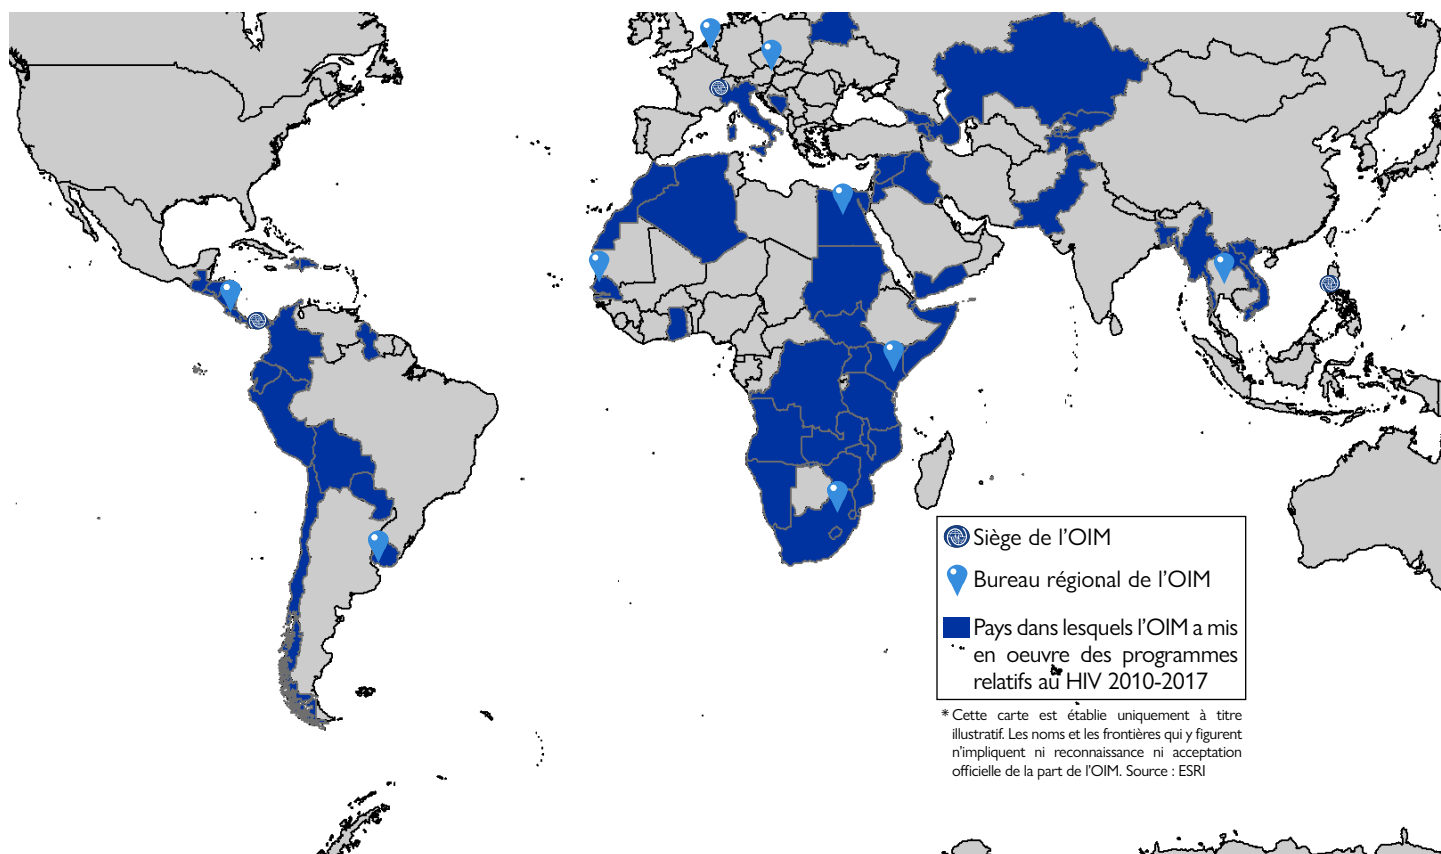 Siège de l'OIM
Bureau régional de l'OIM
Pays dans lesquels l'OIM a mis
en oeuvre des programmes
relatifs au HIV 2010-2017
* Cette carte est établie uniquement à titre
illustratif. Les noms et les frontières qui y figurent
n'impliquent ni reconnaissance ni acceptation
officielle de la part de l'OIM. Source : ESRI